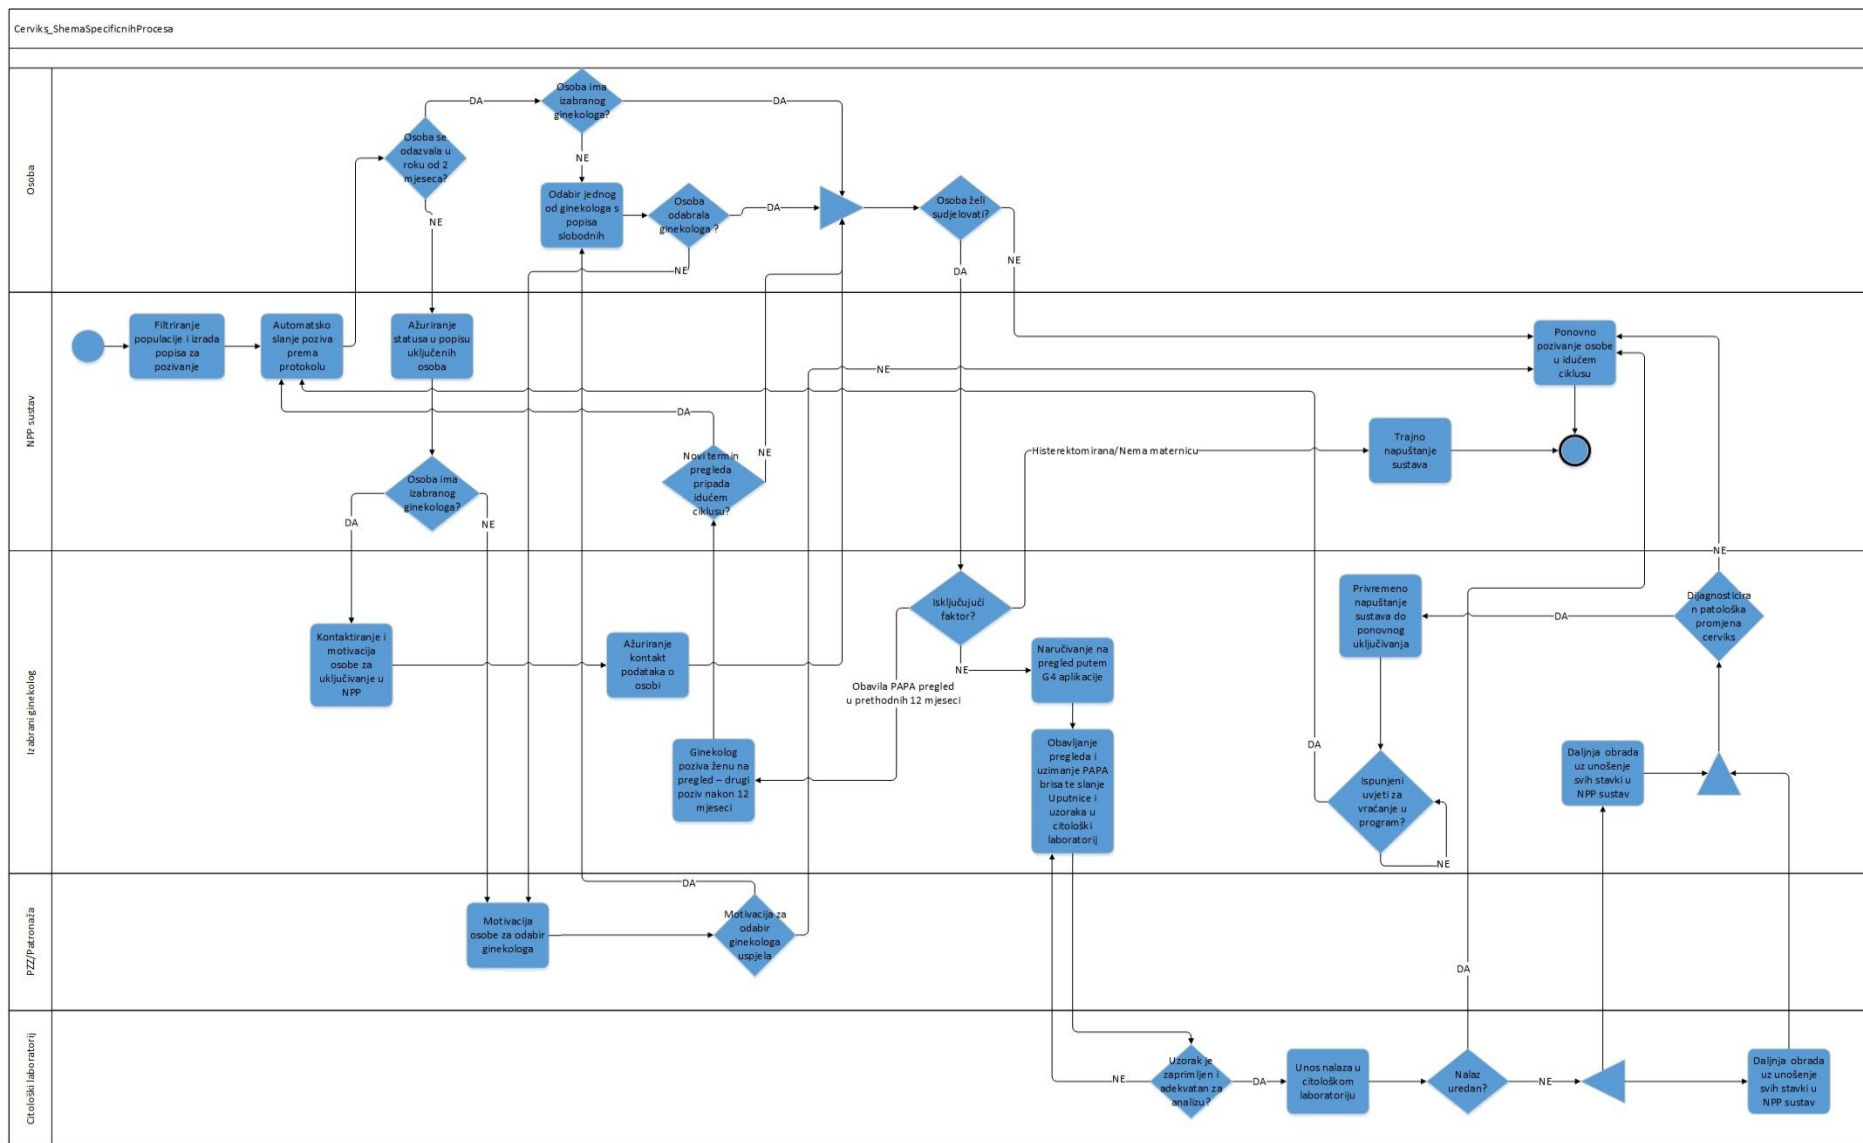 Cerviks_ShemaSpecificnihProcesa
Osoba
Osoba ima
izabranog
ginekologa?
DA
DA
Osoba se
odazvala u
roku od 2
mjeseca?
NE
NE
Odabir jednog
od ginekologa s
popisa
slobodnih
Osoba
odabrala
ginekologa ?
DA
NE
Osoba želi
sudjelovati?
NE
DA
NPP sustav
Filtriranje
populacije i izrada
popisa za
pozivanje
Automatsko
slanje poziva
prema
protokolu
Ažuriranje
statusa u popisu
uključenih
osoba
Ponovno
pozivanje osobe
u idućem
ciklusu
NE
DA
Novi termin
pregleda
pripada
idućem
ciklusu?
NE
Histerektomirana/Nema maternicu
Trajno
napuštanje
sustava
Osoba ima
izabranog
ginekologa?
DA
NE
Izabrani ginekolog
Kontaktiranje i
motivacija
osobe za
uključivanje u
NPP
Ažuriranje
kontakt
podataka o
osobi
Isključujući
faktor?
NE
Obavila PAPA pregled
u prethodnih 12 mjeseci
Naručivanje na
pregled putem
G4 aplikacije
Privremeno
napuštanje
sustava do
ponovnog
uključivanja
DA
NE
Dijagnosticira
n patološka
promjena
cerviks
Ginekolog
poziva ženu na
pregled – drugi
poziv nakon 12
mjeseci
Obavljanje
pregleda i
uzimanje PAPA
brisa te slanje
Uputnice i
uzoraka u
citološki
laboratorij
DA
Ispunjeni
uvjeti za
vraćanje u
program?
NE
Daljnja obrada
uz unošenje
svih stavki u
NPP sustav
PZZ/Patronaža
Motivacija
osobe za odabir
ginekologa
DA
Motivacija za
odabir
ginekologa
uspjela
DA
Citološki laboratorij
NE
Uzorak je
zaprimljen i
adekvatan za
analizu?
DA
Unos nalaza u
citološkom
laboratoriju
Nalaz
uredan?
NE
Daljnja obrada
uz unošenje
svih stavki u
NPP sustav